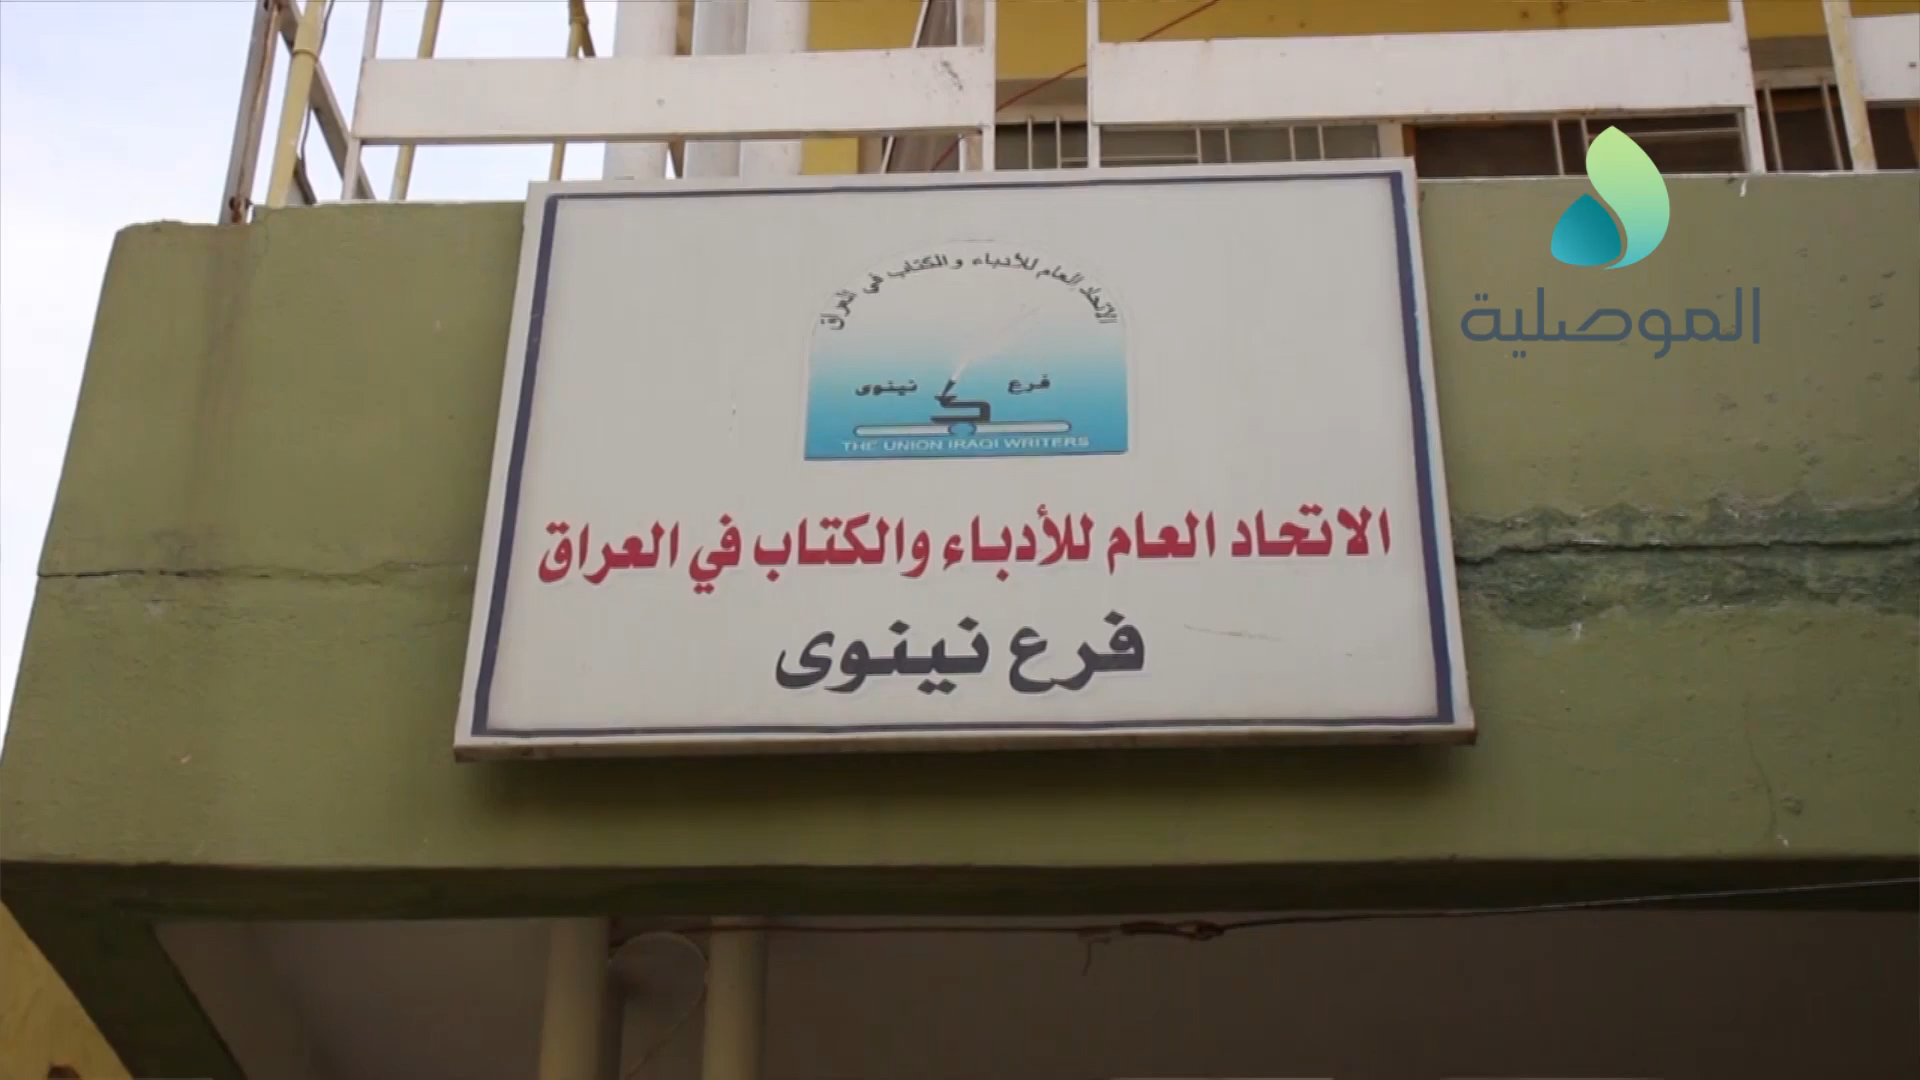 الاتحاد العام للأدباء والكتاب في العراق
فرع نينوى
THE UNION IRAQI WRITERS
الاتحاد العام للأدباء والكتاب في العراق
فرع نينوى
الموصلية